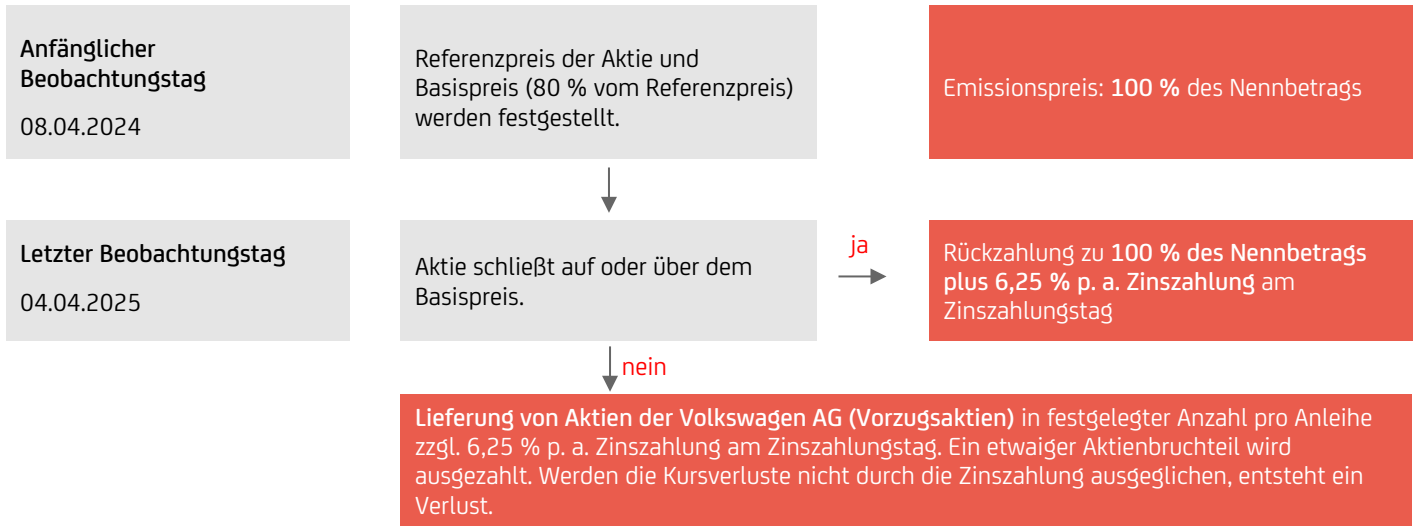 Anfänglicher
Beobachtungstag
08.04.2024
Referenzpreis der Aktie und
Basispreis (80 % vom Referenzpreis)
werden festgestellt.
Emissionspreis: 100 % des Nennbetrags
Letzter Beobachtungstag
04.04.2025
Aktie schließt auf oder über dem
Basispreis.
ja
Rückzahlung zu 100 % des Nennbetrags
plus 6,25 % p. a. Zinszahlung am
Zinszahlungstag
nein
Lieferung von Aktien der Volkswagen AG (Vorzugsaktien) in festgelegter Anzahl pro Anleihe
zzgl. 6,25 % p. a. Zinszahlung am Zinszahlungstag. Ein etwaiger Aktienbruchteil wird
ausgezahlt. Werden die Kursverluste nicht durch die Zinszahlung ausgeglichen, entsteht ein
Verlust.